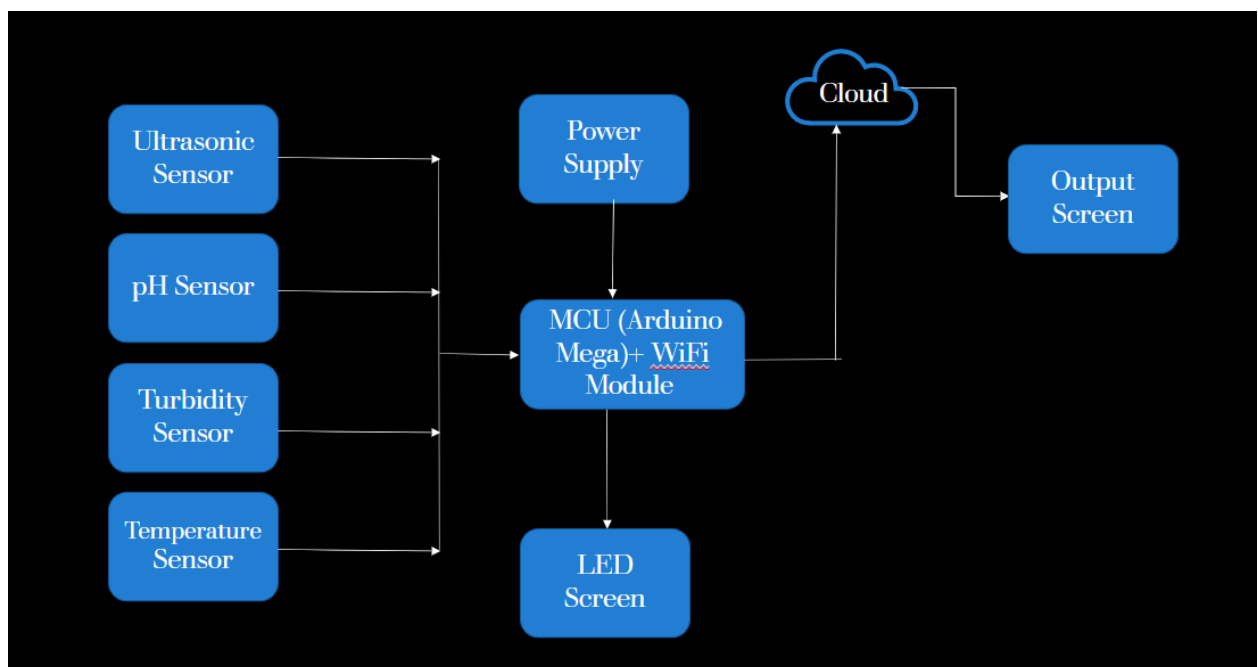 Ultrasonic
Sensor
pH Sensor
Turbidity
Sensor
Temperature
Sensor
Power
Supply
MCU (Arduino
Mega)+ WiFi
Module
LED
Screen
Cloud
Output
Screen